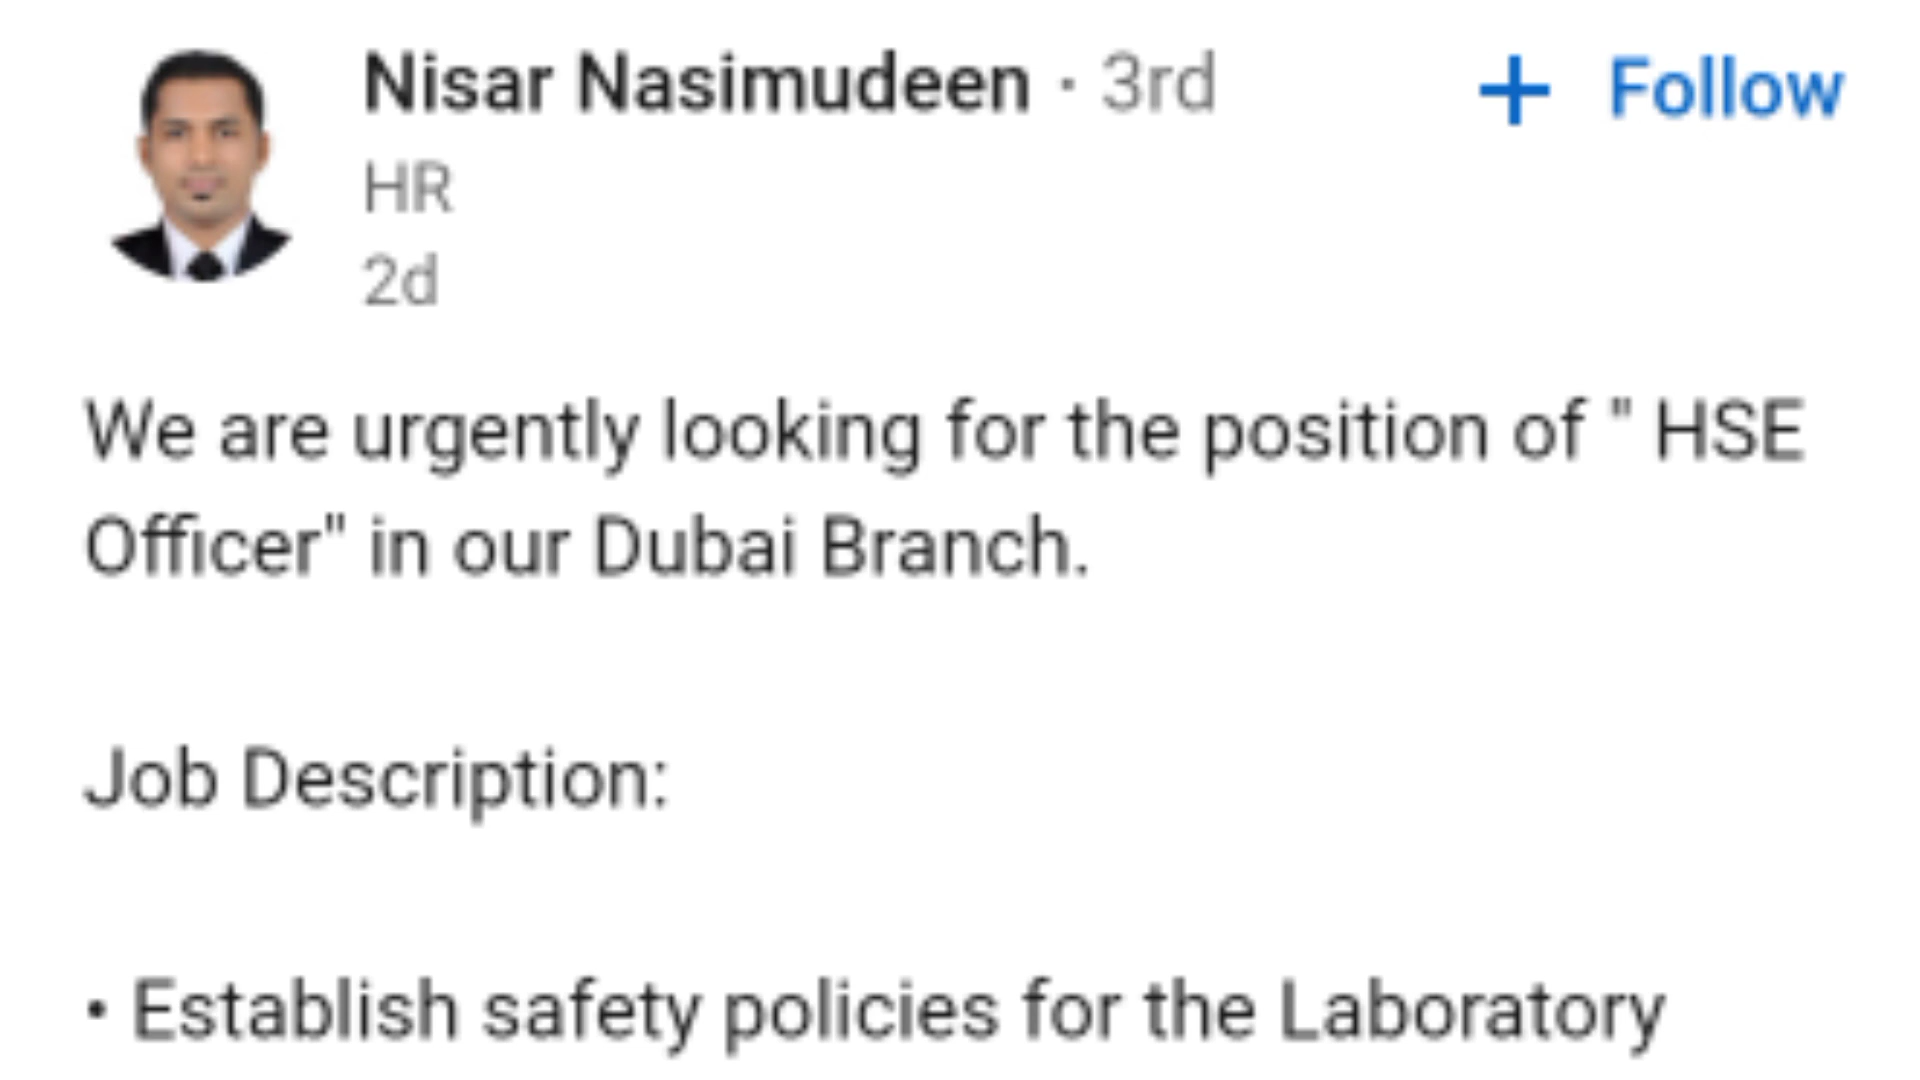 Nisar Nasimudeen · 3rd
+ Follow
HR
2d
We are urgently looking for the position of " HSE
Officer" in our Dubai Branch.
Job Description:
• Establish safety policies for the Laboratory